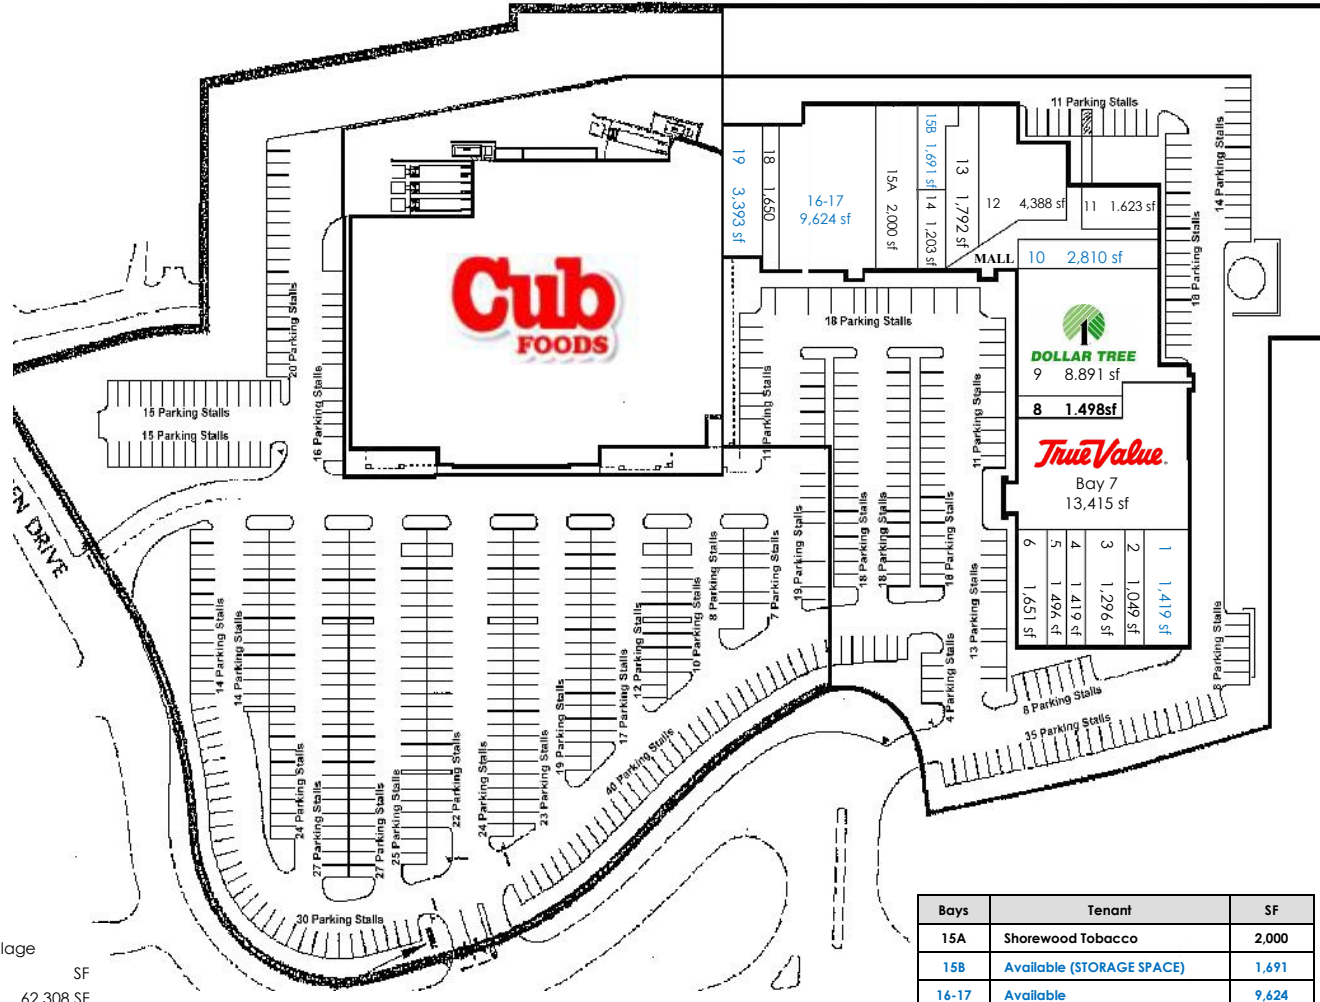 11 Parking Stalls
14 Parking Stalls
19 3,393 sf
18 1,650
16-17
9,624 sf
15A 2,000 sf
15B 1,691 sf
14 1,203 sf
13 1,792 sf
12 4,388 sf
11 1.623 sf
MALL
10 2,810 sf
18 Parking Stalls
Cub
FOODS
18 Parking Stalls
DOLLAR TREE
9 8.891 sf
8 1.498sf
True Value.
Bay 7
13,415 sf
20 Parking Stalls
16 Parking Stalls
15 Parking Stalls
15 Parking Stalls
11 Parking Stalls
11 Parking Stalls
EN DRIVE
6 1,651 sf
5 1,496 sf
4 1,419 sf
3 1,296 sf
2 1,049 sf
1 1,419 sf
19 Parking Stalls
18 Parking Stalls
18 Parking Stalls
18 Parking Stalls
13 Parking Stalls
8 Parking Stalls
7 Parking Stalls
14 Parking Stalls
14 Parking Stalls
12 Parking Stalls
10 Parking Stalls
4 Parking Stalls
8 Parking Stalls
8 Parking Stalls
35 Parking Stalls
24 Parking Stalls
27 Parking Stalls
27 Parking Stalls
25 Parking Stalls
22 Parking Stalls
24 Parking Stalls
23 Parking Stalls
19 Parking Stalls
17 Parking Stalls
40 Parking Stalls
30 Parking Stalls
lage
SF
62,308 SF
Bays Tenant SF
15A Shorewood Tobacco 2,000
15B Available (STORAGE SPACE) 1,691
16-17 Available 9,624